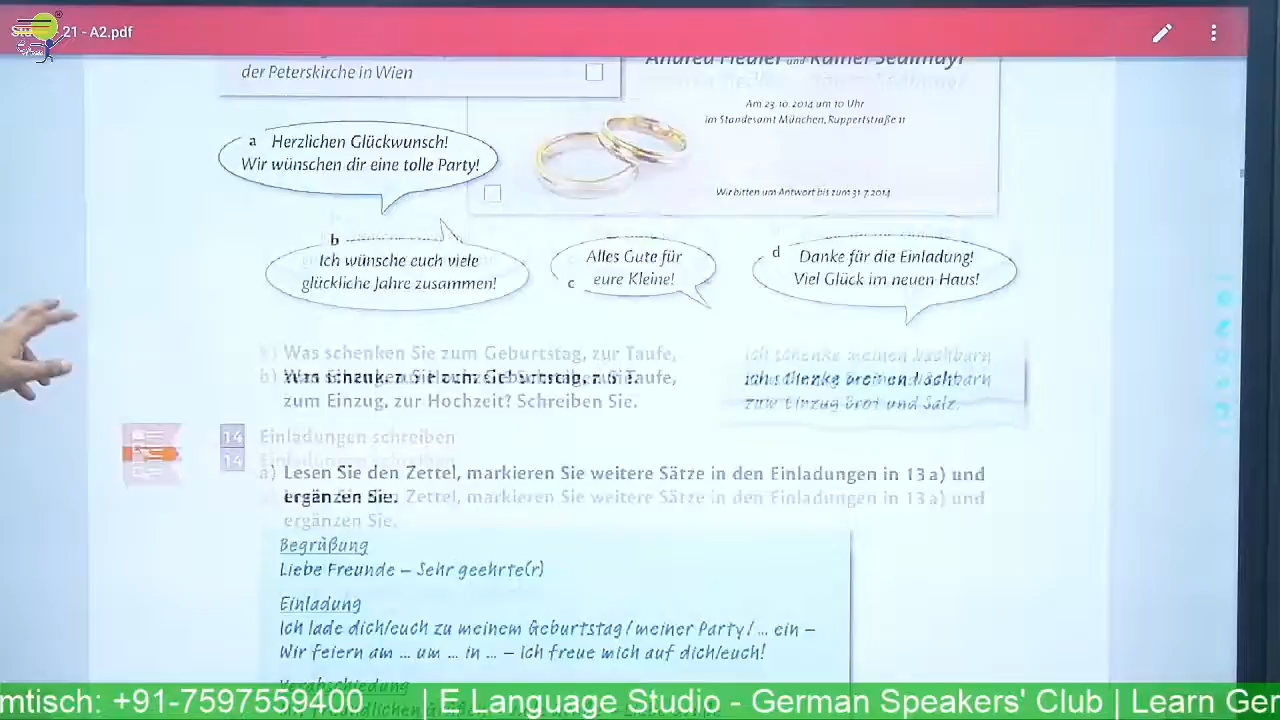 21 - A2.pdf
der Peterskirche in Wien
Andrea Fiedler und Rainer Sedlmayr
Am 23.10.2014 um 10 Uhr
im Standesamt München, Ruppertstraße 11
Wir bitten um Antwort bis zum 31.7.2014
a Herzlichen Glückwunsch!
Wir wünschen dir eine tolle Party!
b
Ich wünsche euch viele
glückliche Jahre zusammen!
Alles Gute für
c eure Kleine!
d Danke für die Einladung!
Viel Glück im neuen Haus!
b) Was schenken Sie zum Geburtstag, zur Taufe,
zum Einzug, zur Hochzeit? Schreiben Sie.
Ich schenke meinen Nachbarn
zum Einzug Brot und Salz.
14 Einladungen schreiben
a) Lesen Sie den Zettel, markieren Sie weitere Sätze in den Einladungen in 13 a) und
ergänzen Sie.
Begrüßung
Liebe Freunde – Sehr geehrte(r)
Einladung
Ich lade dich/euch zu meinem Geburtstag / meiner Party / ... ein –
Wir feiern am ... um ... in ... – Ich freue mich auf dich/euch!
Verabschiedung
mtisch: +91-7597559400 | E Language Studio - German Speakers' Club | Learn Ger